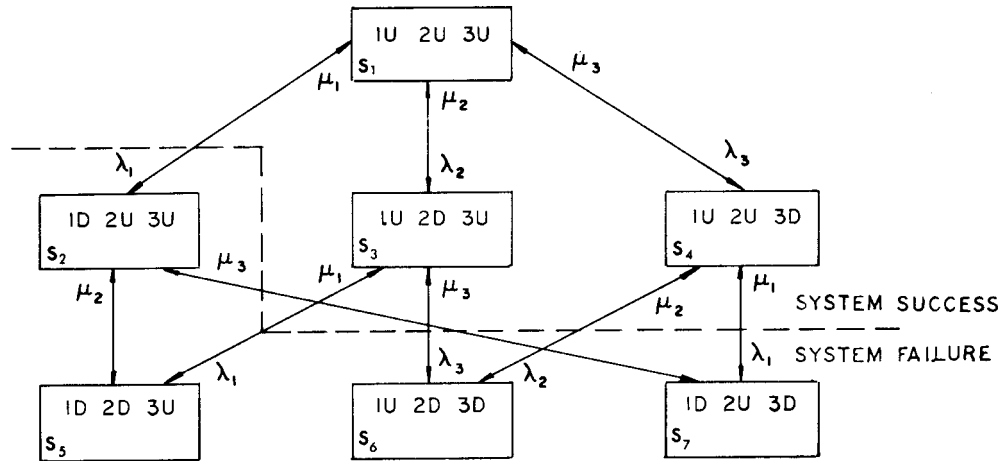 1U 2U 3U
S₁
μ₁
μ₂
μ₃
λ₁
λ₂
λ₃
1D 2U 3U
S₂
1U 2D 3U
S₃
1U 2U 3D
S₄
μ₃
μ₂
μ₁
μ₃
μ₂
μ₁
SYSTEM SUCCESS
SYSTEM FAILURE
λ₁
λ₃
λ₂
λ₁
1D 2D 3U
S₅
1U 2D 3D
S₆
1D 2U 3D
S₇